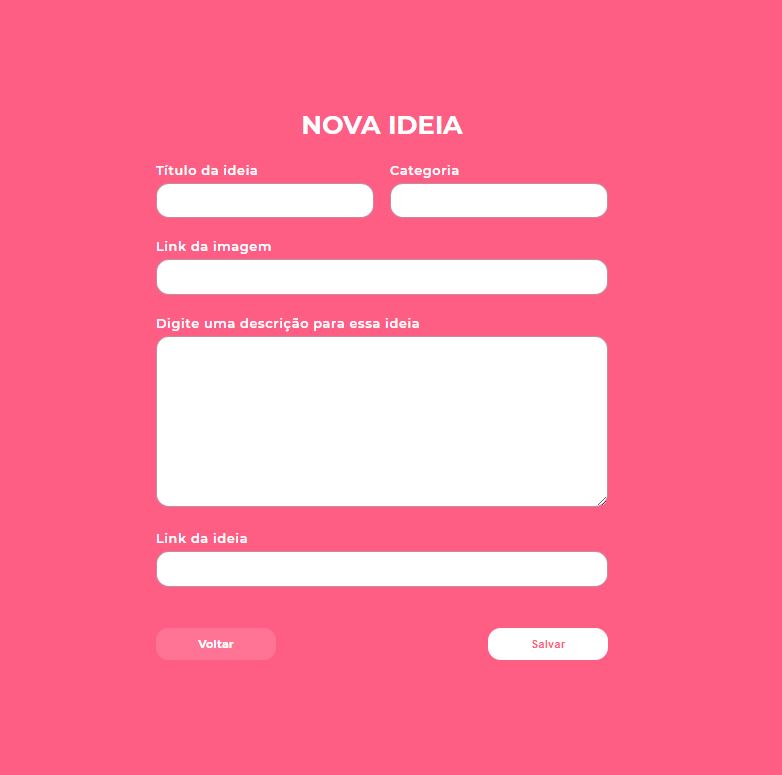 NOVA IDEIA
Título da ideia
Categoria
Link da imagem
Digite uma descrição para essa ideia
Link da ideia
Voltar
Salvar